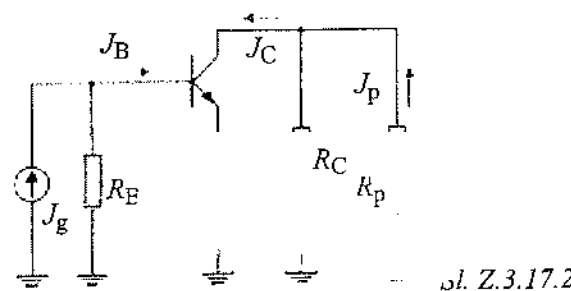 J_B
J_C
J_p
J_g
R_E
R_C
R_p
Sl. Z.3.17.2